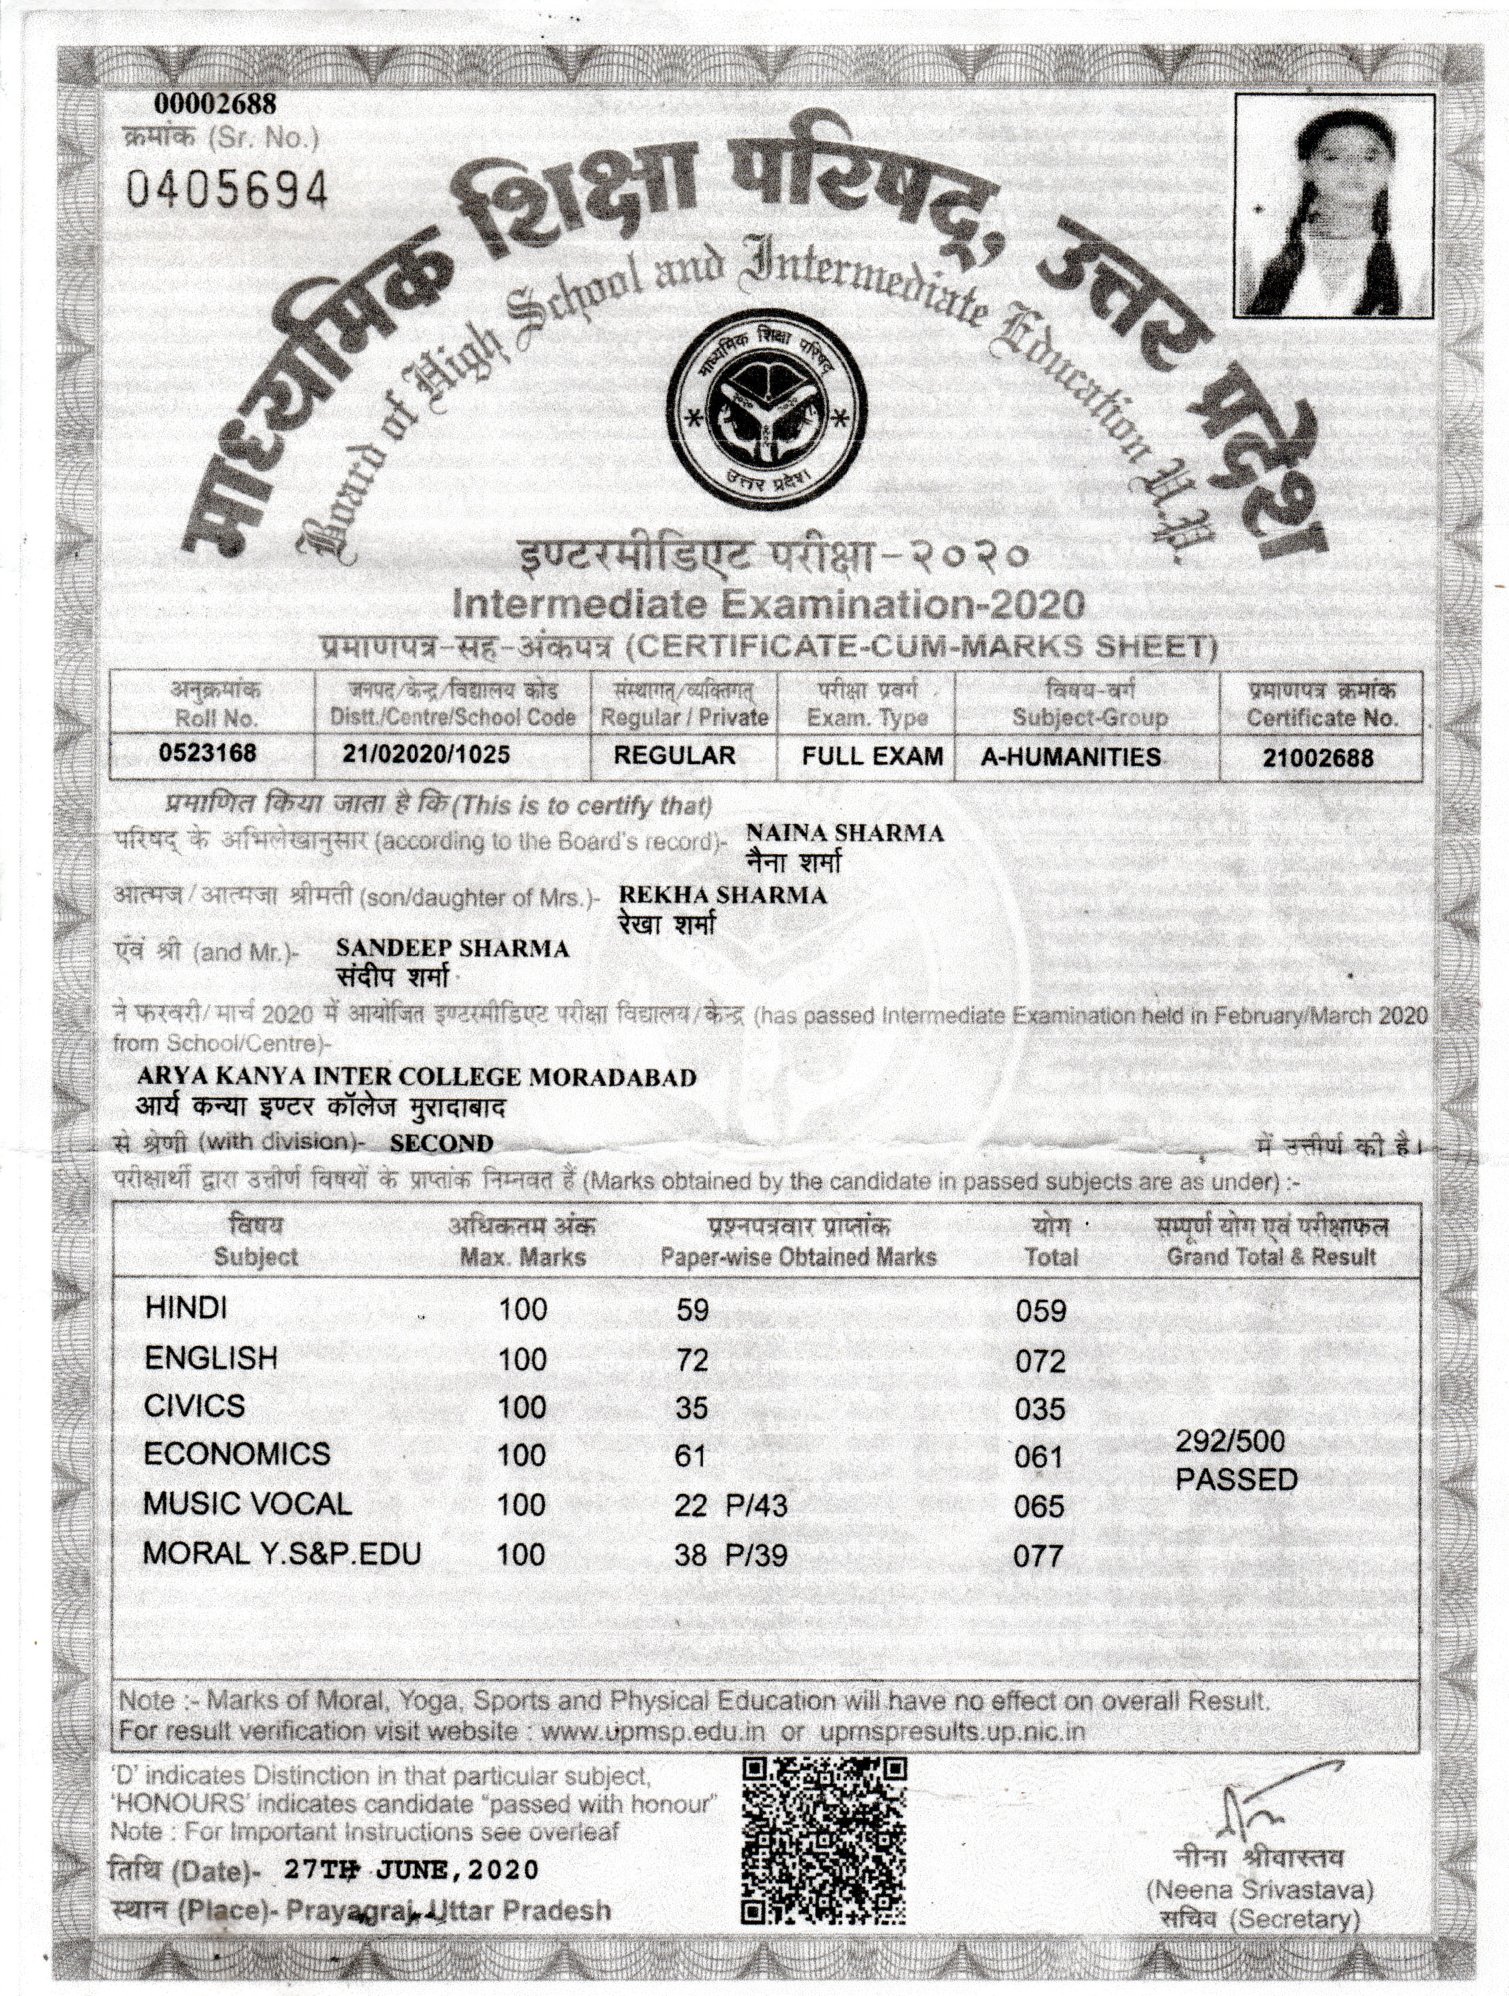 00002688
क्रमांक (Sr. No.)
0405694
माध्यमिक शिक्षा परिषद्, उत्तर प्रदेश
Board of High School and Intermediate Education U.P.
माध्यमिक शिक्षा परिषद
उत्तर प्रदेश
इण्टरमीडिएट परीक्षा-२०२०
Intermediate Examination-2020
प्रमाणपत्र-सह-अंकपत्र (CERTIFICATE-CUM-MARKS SHEET)
अनुक्रमांक जनपद/केन्द्र/विद्यालय कोड संस्थागत/व्यक्तिगत परीक्षा प्रवर्ग विषय-वर्ग प्रमाणपत्र क्रमांक
Roll No. Distt./Centre/School Code Regular / Private Exam. Type Subject-Group Certificate No.
0523168 21/02020/1025 REGULAR FULL EXAM A-HUMANITIES 21002688
प्रमाणित किया जाता है कि (This is to certify that)
परिषद् के अभिलेखानुसार (according to the Board's record)- NAINA SHARMA
नैना शर्मा
आत्मज/आत्मजा श्रीमती (son/daughter of Mrs.)- REKHA SHARMA
रेखा शर्मा
एवं श्री (and Mr.)- SANDEEP SHARMA
संदीप शर्मा
ने फरवरी/मार्च 2020 में आयोजित इण्टरमीडिएट परीक्षा विद्यालय/केन्द्र (has passed Intermediate Examination held in February/March 2020
from School/Centre)-
ARYA KANYA INTER COLLEGE MORADABAD
आर्य कन्या इण्टर कॉलेज मुरादाबाद
से श्रेणी (with division)- SECOND में उत्तीर्ण की है।
परीक्षार्थी द्वारा उत्तीर्ण विषयों के प्राप्तांक निम्नवत हैं (Marks obtained by the candidate in passed subjects are as under) :-
विषय अधिकतम अंक प्रश्नपत्रवार प्राप्तांक योग सम्पूर्ण योग एवं परीक्षाफल
Subject Max. Marks Paper-wise Obtained Marks Total Grand Total & Result
HINDI 100 59 059
ENGLISH 100 72 072
CIVICS 100 35 035
ECONOMICS 100 61 061 292/500
PASSED
MUSIC VOCAL 100 22 P/43 065
MORAL Y.S&P.EDU 100 38 P/39 077
Note :- Marks of Moral, Yoga, Sports and Physical Education will have no effect on overall Result.
For result verification visit website : www.upmsp.edu.in or upmspresults.up.nic.in
'D' indicates Distinction in that particular subject,
'HONOURS' indicates candidate "passed with honour"
Note : For Important Instructions see overleaf
तिथि (Date)- 27TH JUNE, 2020
स्थान (Place)- Prayagraj, Uttar Pradesh
नीना श्रीवास्तव
(Neena Srivastava)
सचिव (Secretary)